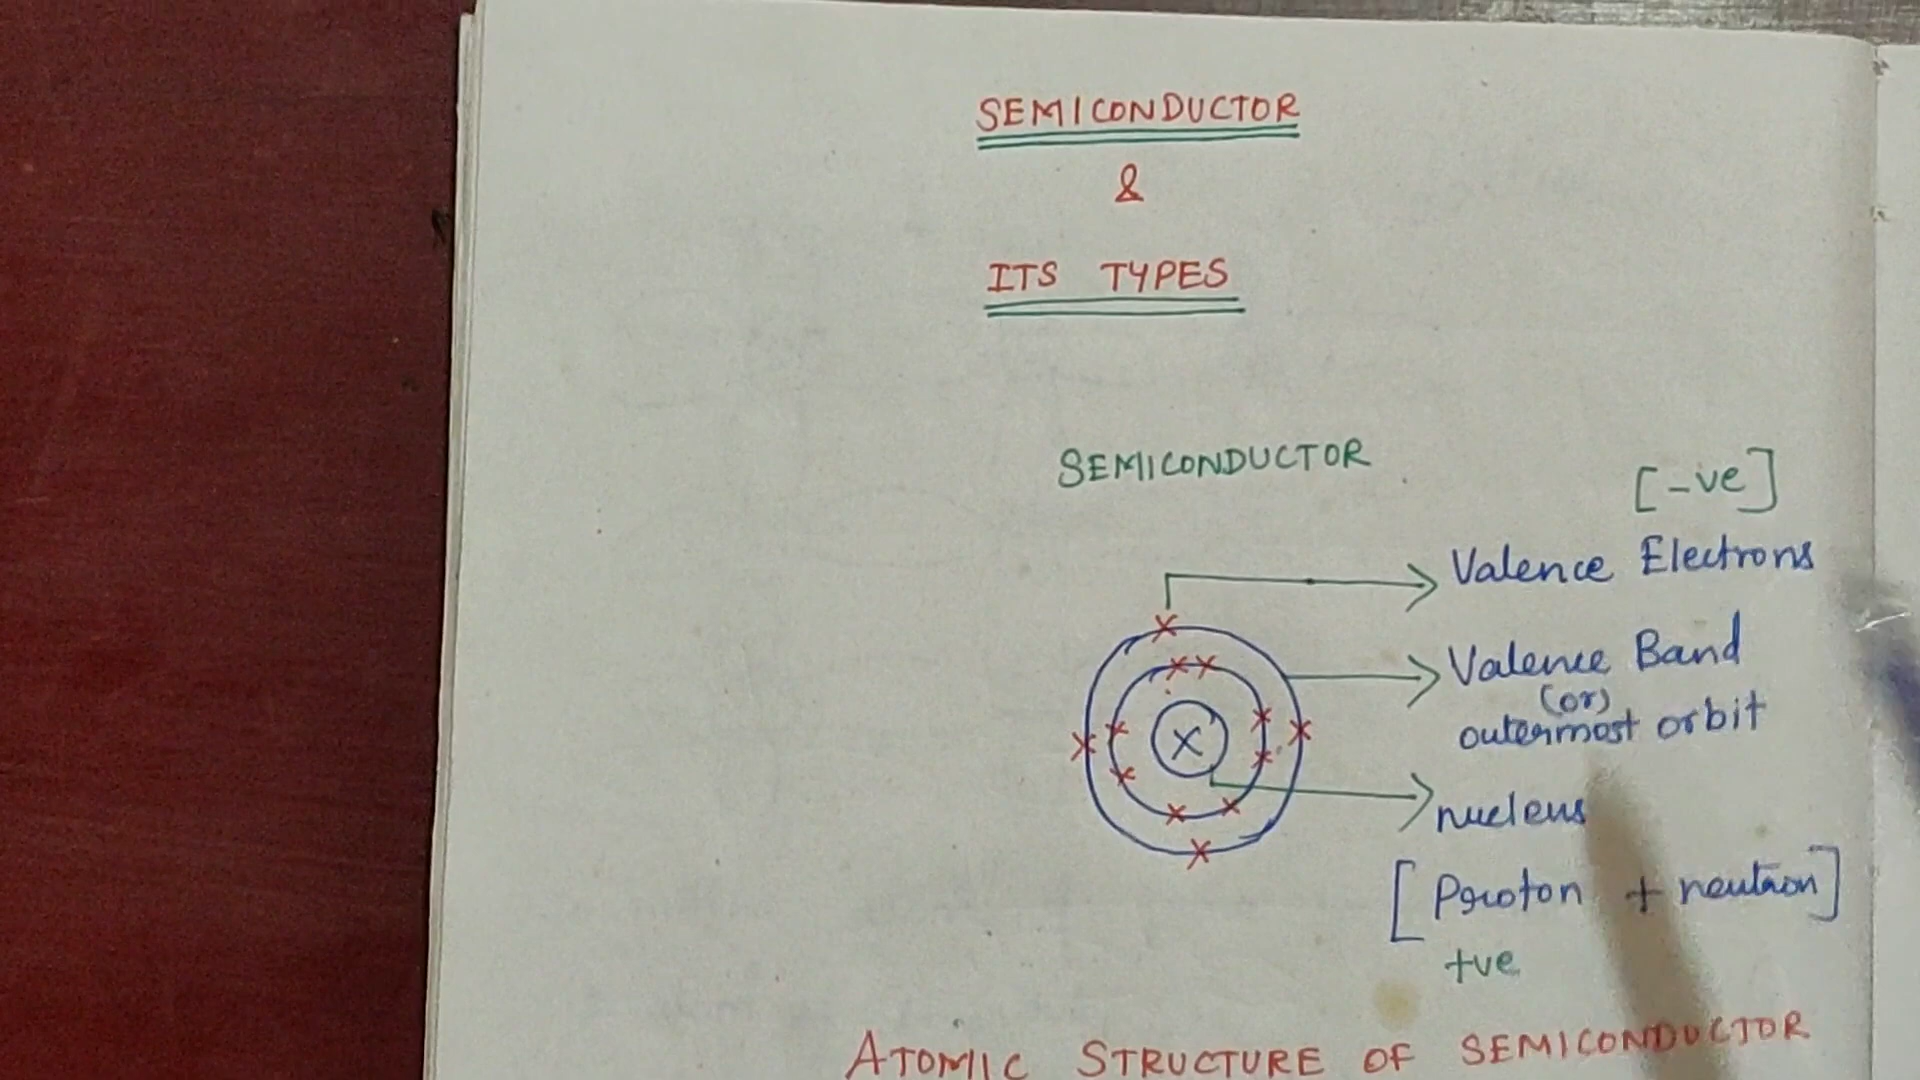 SEMICONDUCTOR
&
ITS TYPES
SEMICONDUCTOR
[-ve]
Valence Electrons
Valence Band
(or)
outermost orbit
nucleus
[Proton + neutron]
+ve
ATOMIC STRUCTURE OF SEMICONDUCTOR